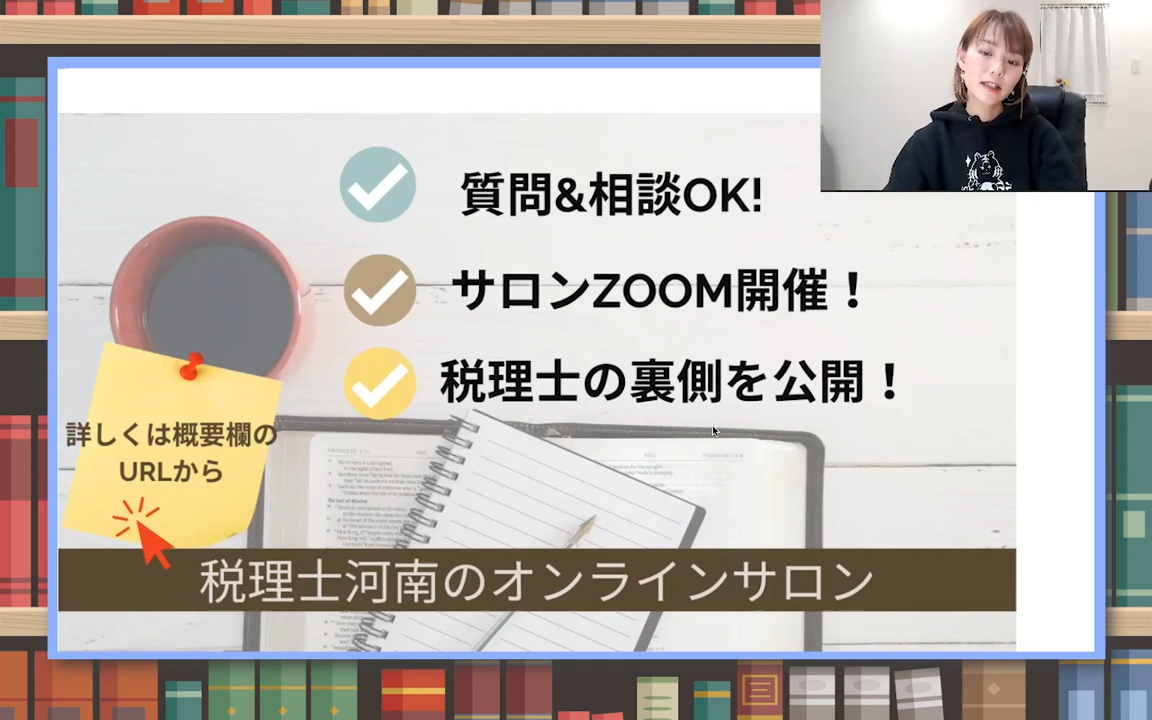 質問&相談OK!
サロンZOOM開催！
税理士の裏側を公開！
詳しくは概要欄の
URLから
税理士河南のオンラインサロン